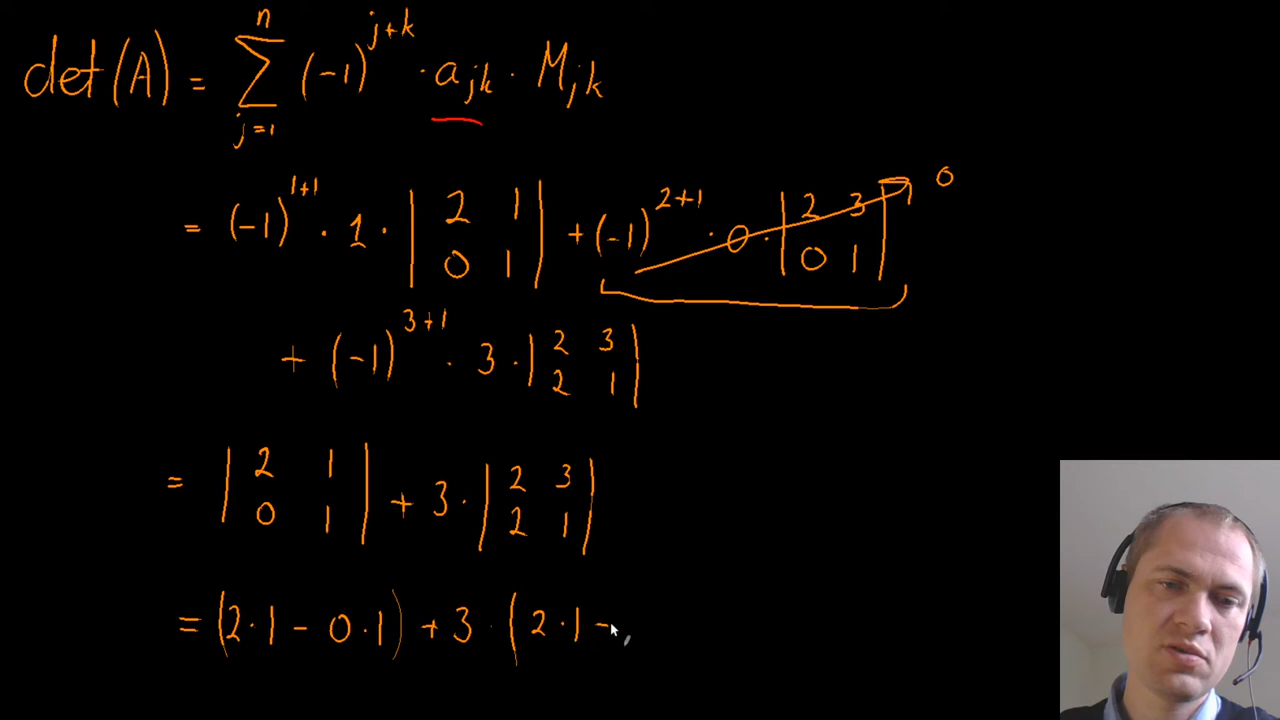 det(A) = ∑_{j=1}^{n} (-1)^{j+k} · a_{jk} · M_{jk}
= (-1)^{1+1} · 1 · | 2 1 ; 0 1 | + (-1)^{2+1} · 0 · | 2 3 ; 0 1 | 0
+ (-1)^{3+1} · 3 · | 2 3 ; 2 1 |
= | 2 1 ; 0 1 | + 3 · | 2 3 ; 2 1 |
= (2·1 - 0·1) + 3 · ( 2·1 -